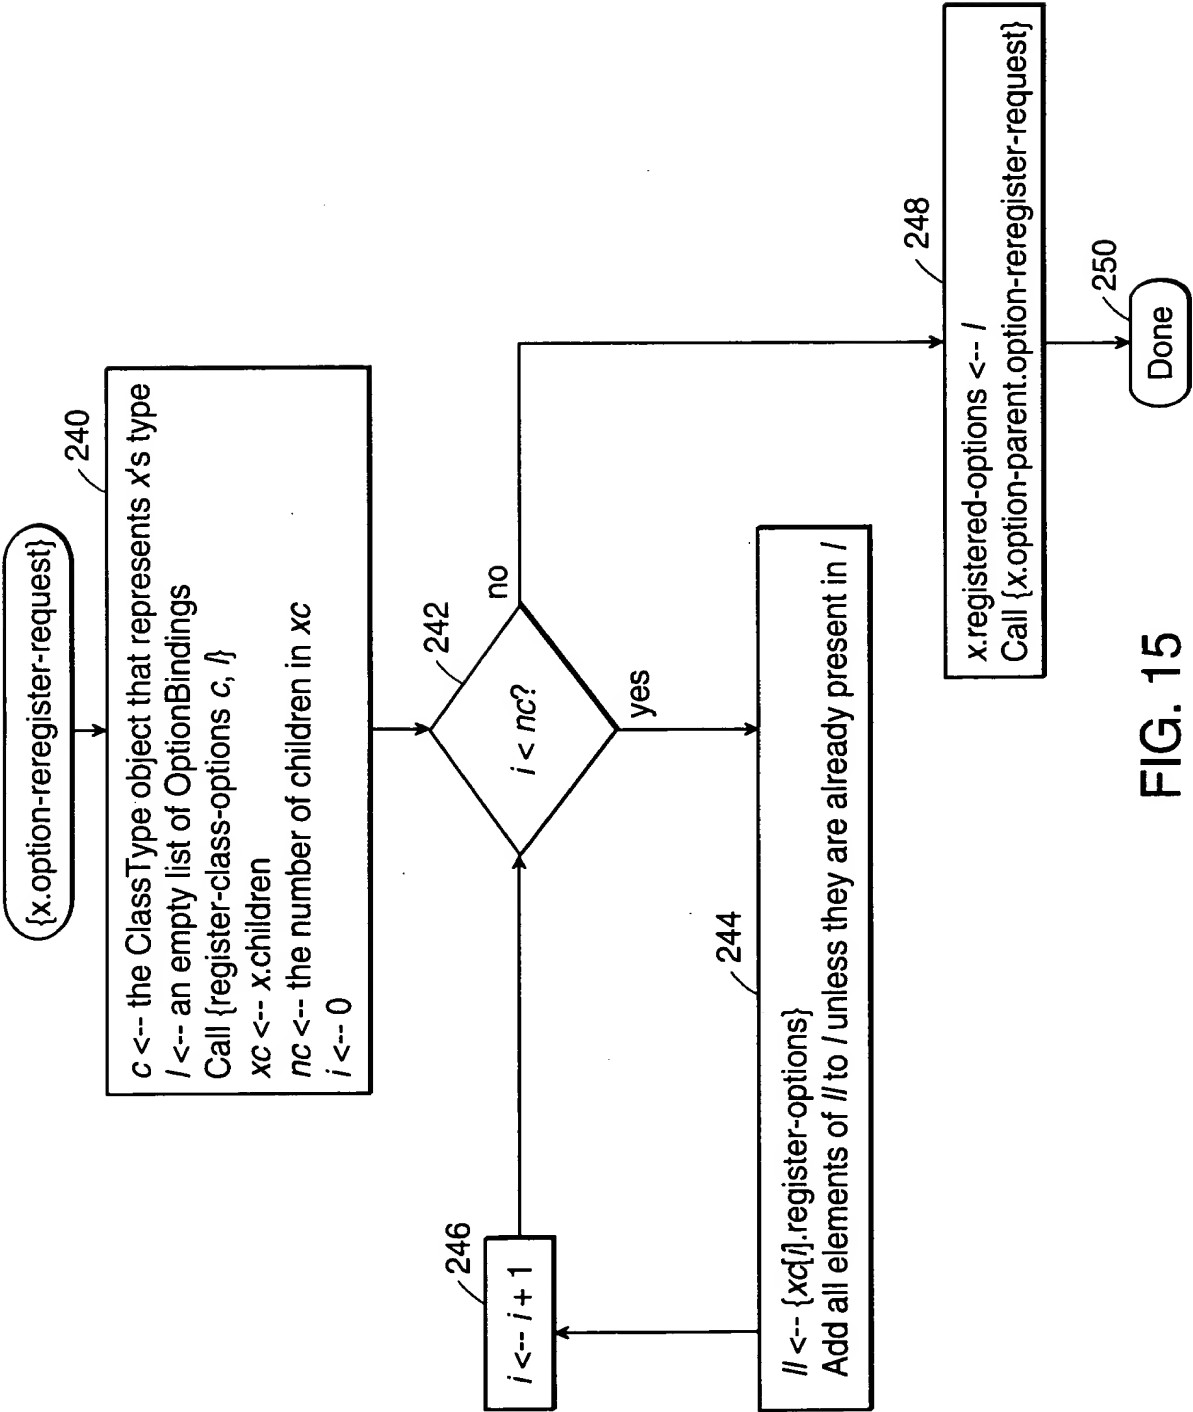 {x.option-reregister-request}
240
c <-- the ClassType object that represents x's type
l <-- an empty list of OptionBindings
Call {register-class-options c, l}
xc <-- x.children
nc <-- the number of children in xc
i <-- 0
242
i < nc?
no
yes
246
i <-- i + 1
244
ll <-- {xc[i].register-options}
Add all elements of ll to l unless they are already present in l
248
x.registered-options <-- l
Call {x.option-parent.option-reregister-request}
250
Done
FIG. 15